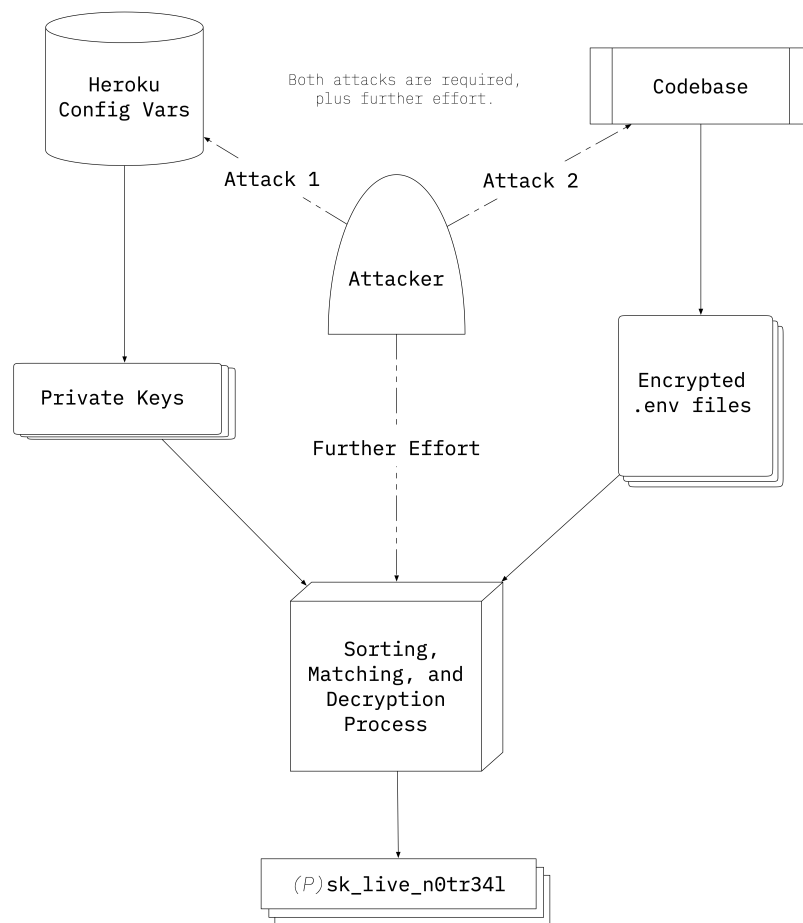 Heroku
Config Vars
Both attacks are required,
plus further effort.
Codebase
Attack 1
Attack 2
Attacker
Private Keys
Encrypted
.env files
Further Effort
Sorting,
Matching, and
Decryption
Process
(P)sk_live_n0tr34l